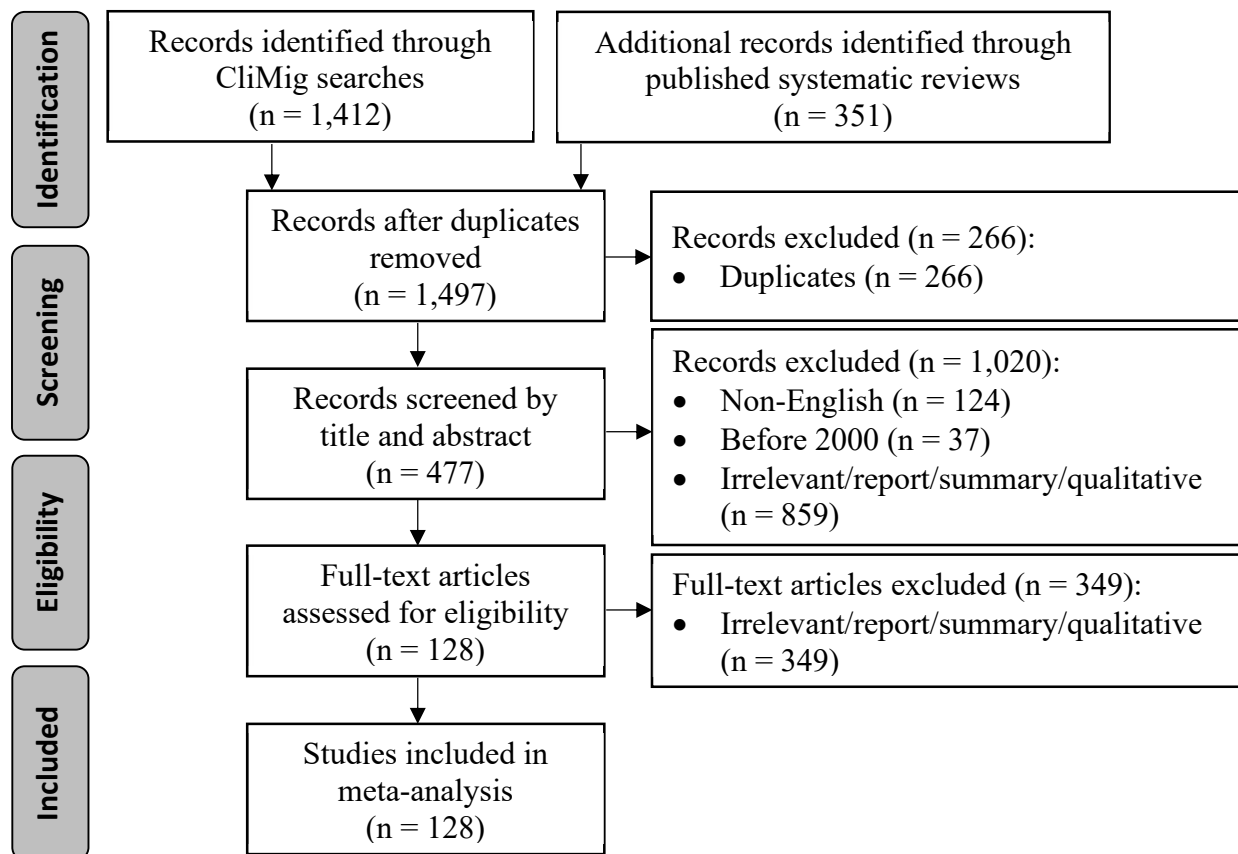 Identification
Records identified through
CliMig searches
(n = 1,412)
Additional records identified through
published systematic reviews
(n = 351)
Records after duplicates
removed
(n = 1,497)
Records excluded (n = 266):
• Duplicates (n = 266)
Screening
Records screened by
title and abstract
(n = 477)
Records excluded (n = 1,020):
• Non-English (n = 124)
• Before 2000 (n = 37)
• Irrelevant/report/summary/qualitative
(n = 859)
Eligibility
Full-text articles
assessed for eligibility
(n = 128)
Full-text articles excluded (n = 349):
• Irrelevant/report/summary/qualitative
(n = 349)
Included
Studies included in
meta-analysis
(n = 128)